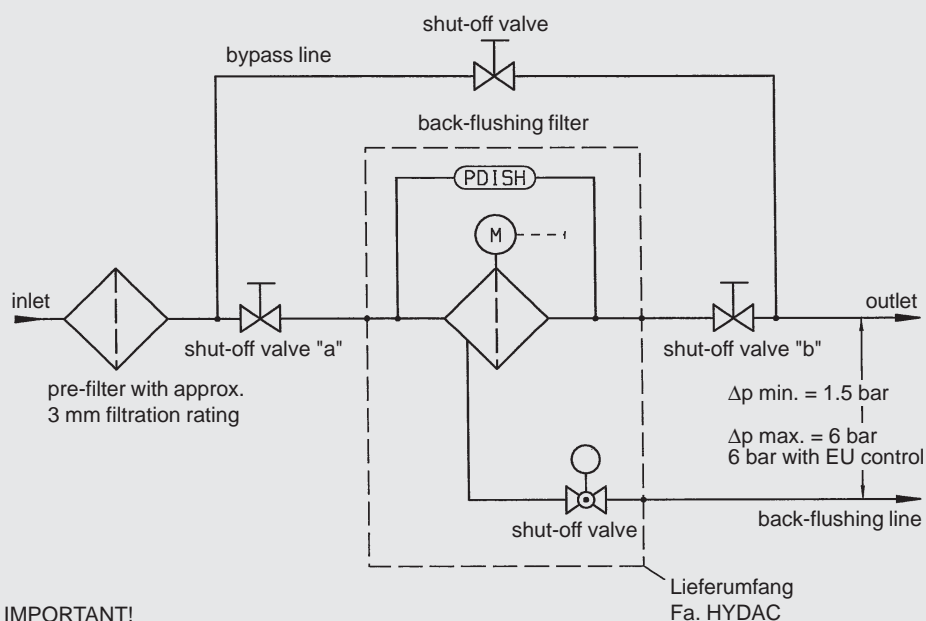 shut-off valve
bypass line
back-flushing filter
PDISH
M
inlet
outlet
shut-off valve "a"
shut-off valve "b"
pre-filter with approx.
3 mm filtration rating
Δp min. = 1.5 bar
Δp max. = 6 bar
6 bar with EU control
shut-off valve
back-flushing line
Lieferumfang
Fa. HYDAC
IMPORTANT!